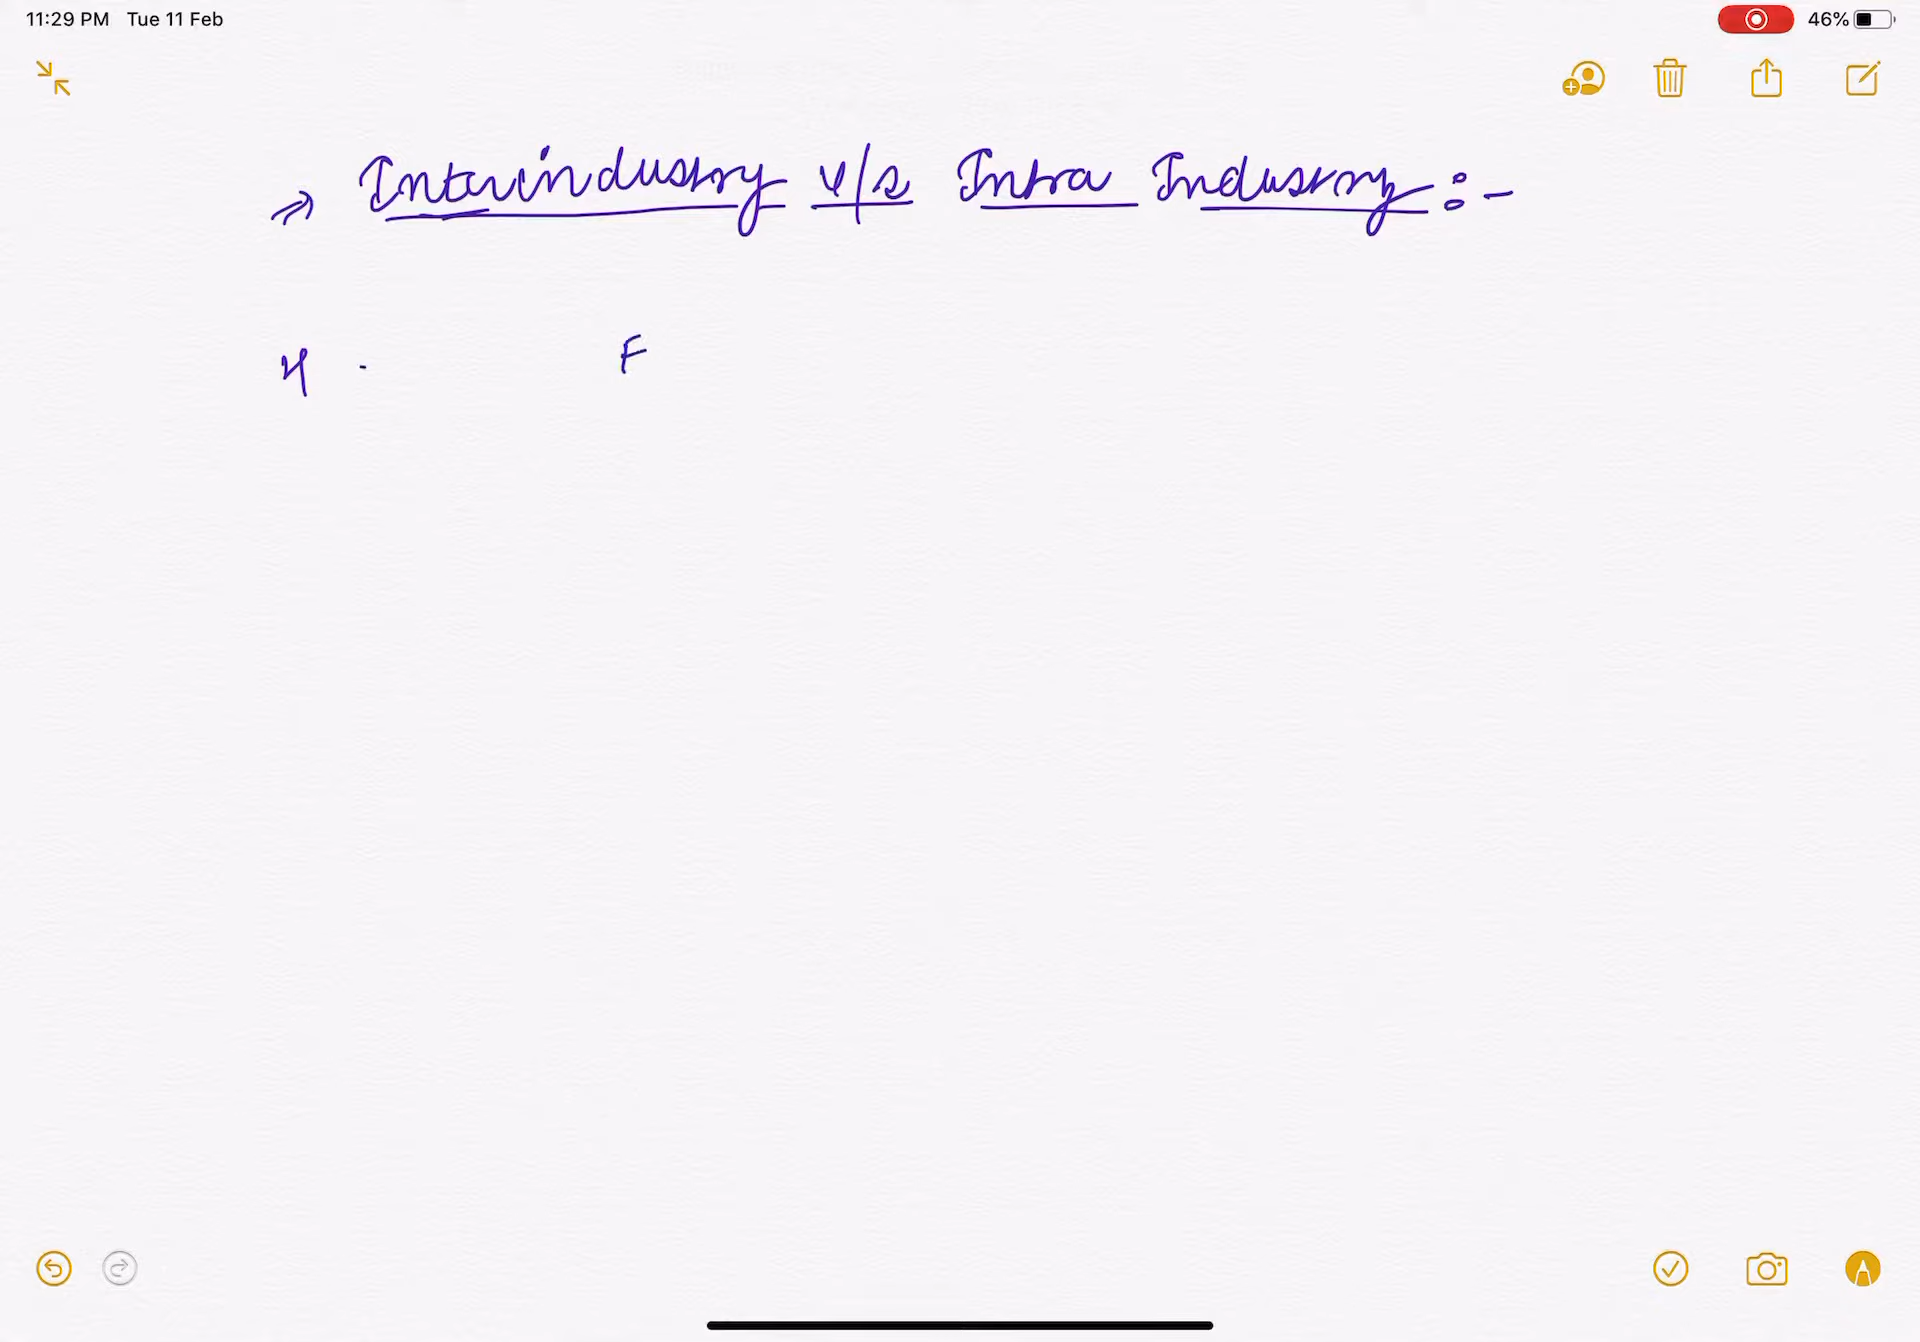 11:29 PM Tue 11 Feb 46%
⇒ Interindustry v/s Intra Industry :-
H - F